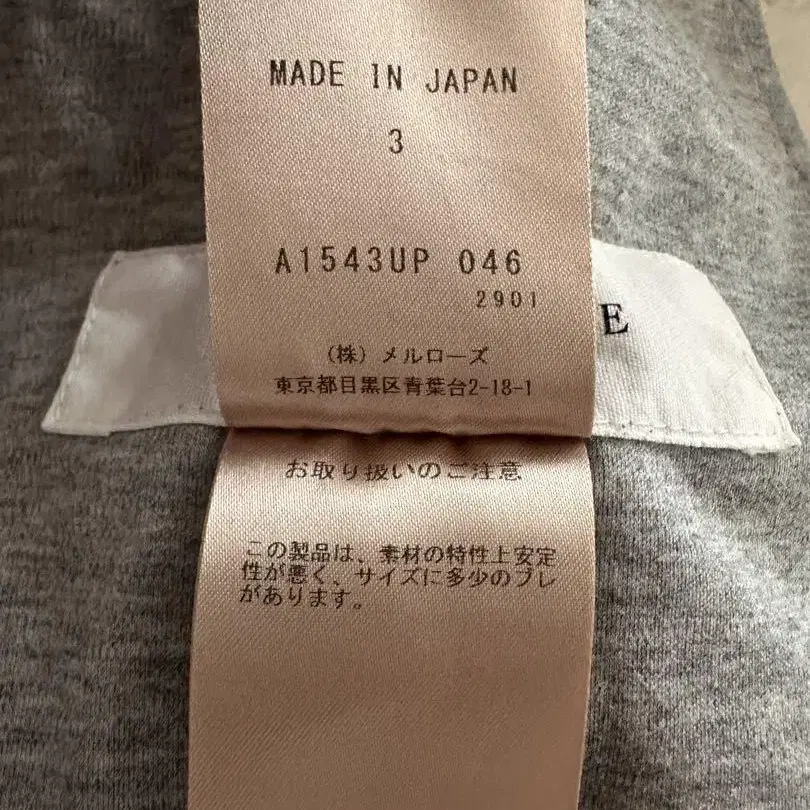 MADE IN JAPAN
3
A1543UP 046
2901
E
(株) メルローズ
東京都目黒区青葉台2-18-1
お取り扱いのご注意
この製品は、素材の特性上安定
性が悪く、サイズに多少のブレ
があります。